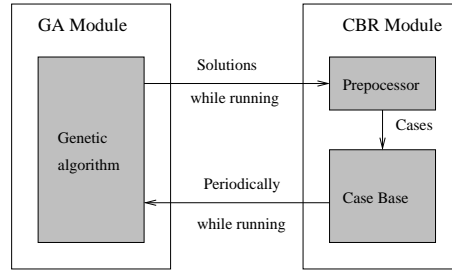 GA Module
CBR Module
Solutions
while running
Prepocessor
Cases
Genetic
algorithm
Periodically
while running
Case Base